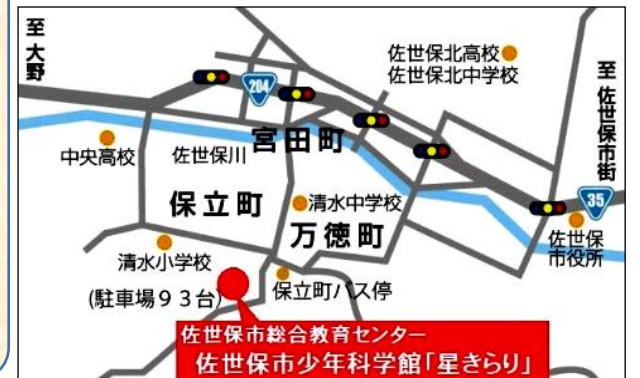 至大野
204
佐世保北高校
佐世保北中学校
至佐世保市街
中央高校
佐世保川
宮田町
35
保立町
清水中学校
万徳町
佐世保
市役所
清水小学校
(駐車場93台)
保立町バス停
佐世保市総合教育センター
佐世保市少年科学館「星きらり」